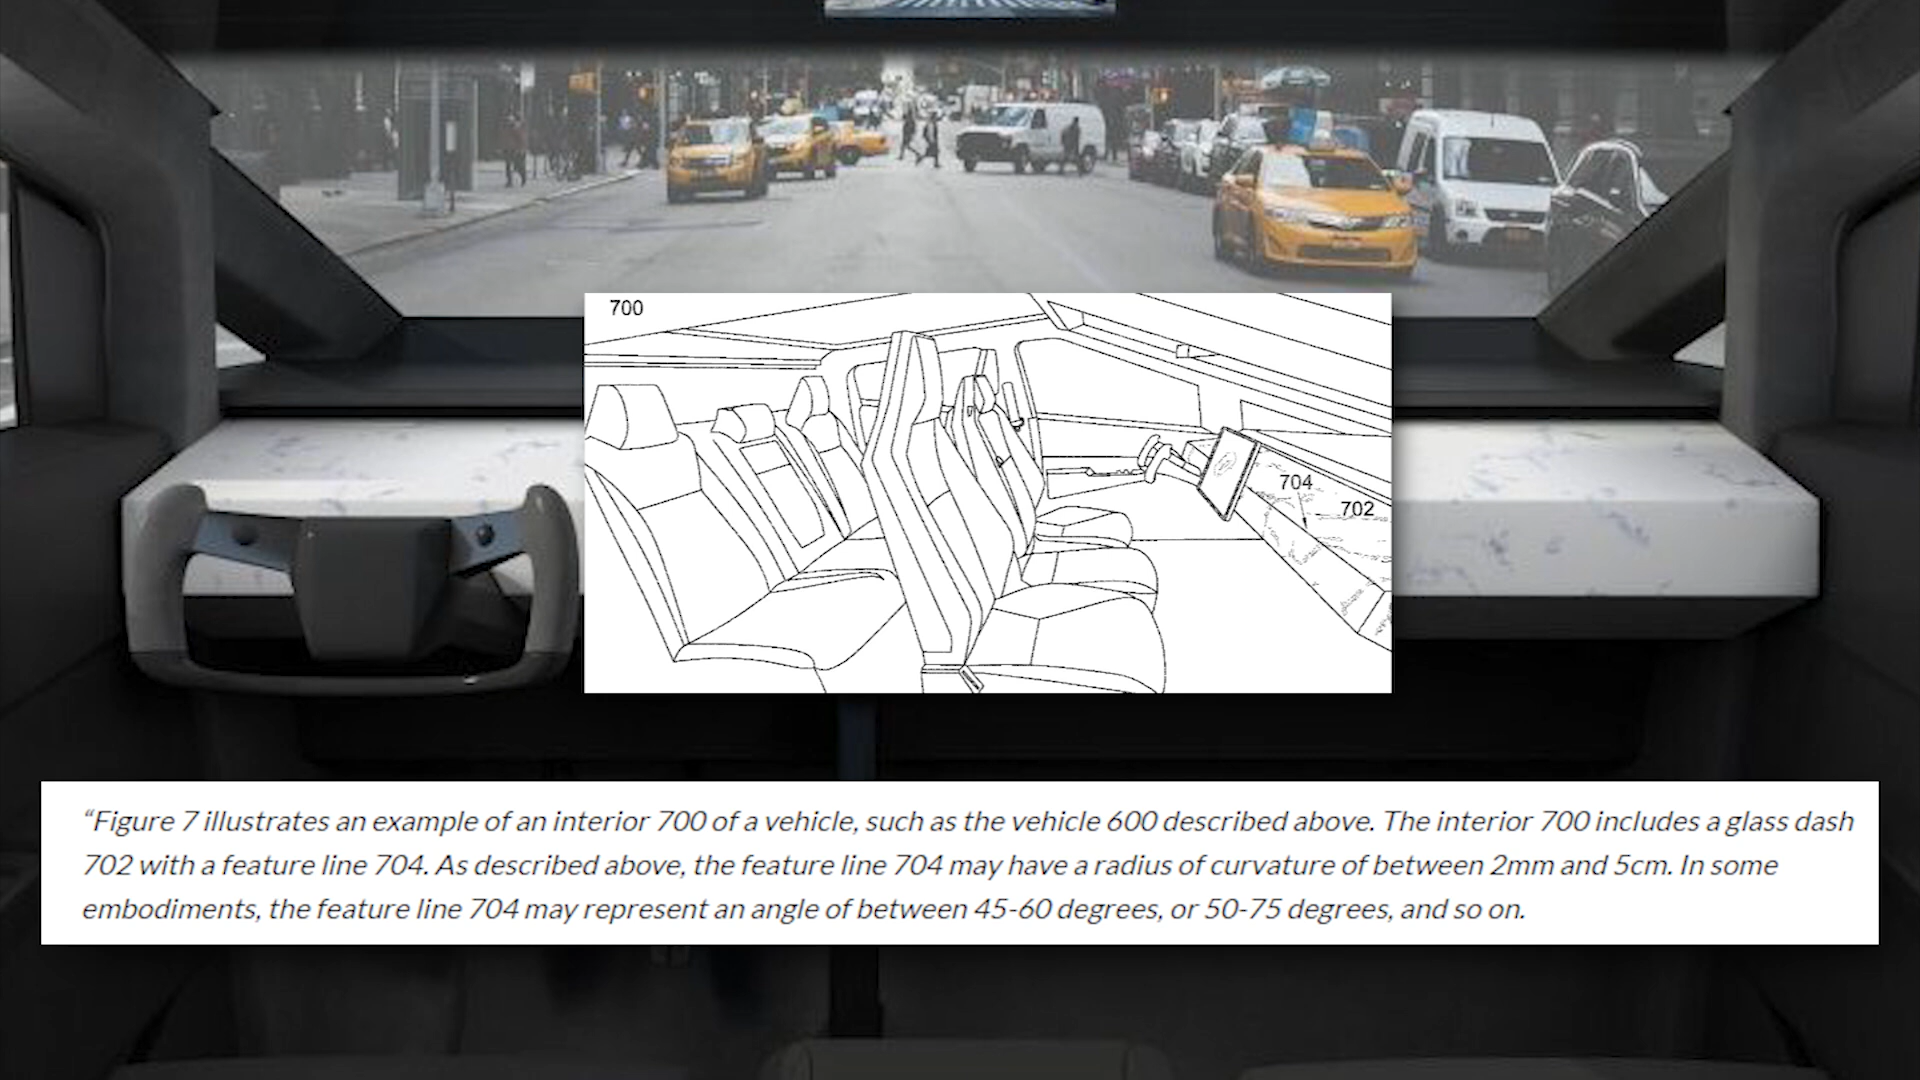 700
704
702
“Figure 7 illustrates an example of an interior 700 of a vehicle, such as the vehicle 600 described above. The interior 700 includes a glass dash
702 with a feature line 704. As described above, the feature line 704 may have a radius of curvature of between 2mm and 5cm. In some
embodiments, the feature line 704 may represent an angle of between 45-60 degrees, or 50-75 degrees, and so on.